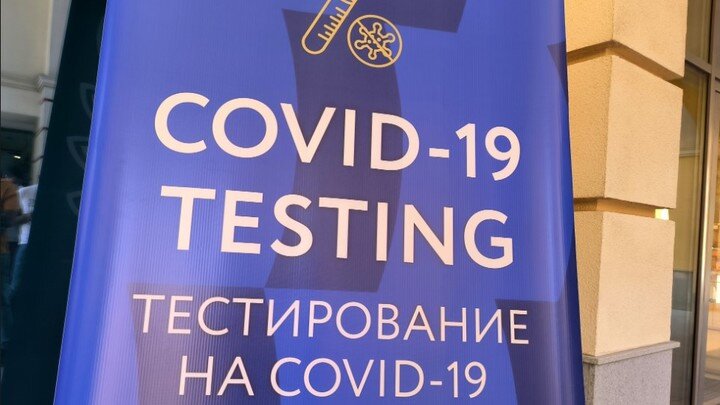 COVID-19
TESTING
ТЕСТИРОВАНИЕ
НА COVID-19